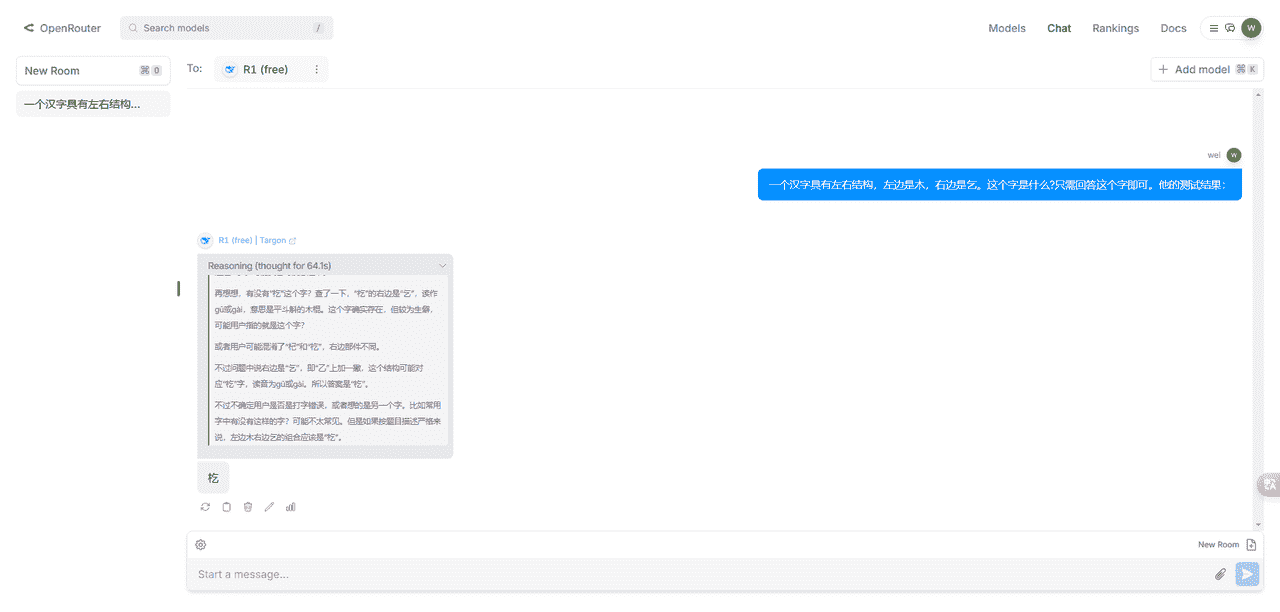 OpenRouter
Search models
/
Models
Chat
Rankings
Docs
W
New Room
⌘ 0
To:
R1 (free)
Add model
⌘ K
一个汉字具有左右结构...
wei
W
一个汉字具有左右结构，左边是木，右边是乞。这个字是什么?只需回答这个字即可。他的测试结果：
R1 (free) | Targon
Reasoning (thought for 64.1s)
再想想，有没有“杚”这个字？查了一下，“杚”的右边是“乞”，读作
gǔ或gài，意思是平斗斛的木棍。这个字确实存在，但较为生僻，
可能用户指的就是这个字？
或者用户可能混淆了“杞”和“杚”，右边部件不同。
不过问题中说右边是“乞”，即“乙”上加一撇，这个结构可能对
应“杚”字，读音为gǔ或gài。所以答案是“杚”。
不过不确定用户是否是打字错误，或者想的是另一个字。比如常用
字中有没有这样的字？可能不太常见。但是如果按题目描述严格来
说，左边木右边乞的组合应该是“杚”。
杚
New Room
Start a message...